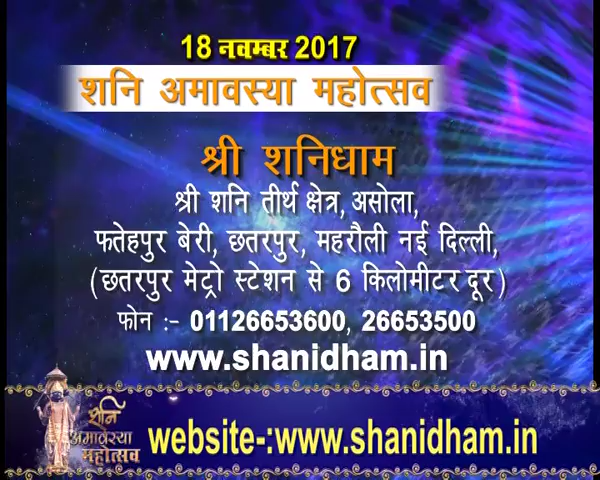 18 नवम्बर 2017
शनि अमावस्या महोत्सव
श्री शनिधाम
श्री शनि तीर्थ क्षेत्र, असोला,
फतेहपुर बेरी, छतरपुर, महरौली नई दिल्ली,
(छतरपुर मेट्रो स्टेशन से 6 किलोमीटर दूर)
फोन :- 01126653600, 26653500
www.shanidham.in
शनि
अमावस्या
महोत्सव
website-:www.shanidham.in